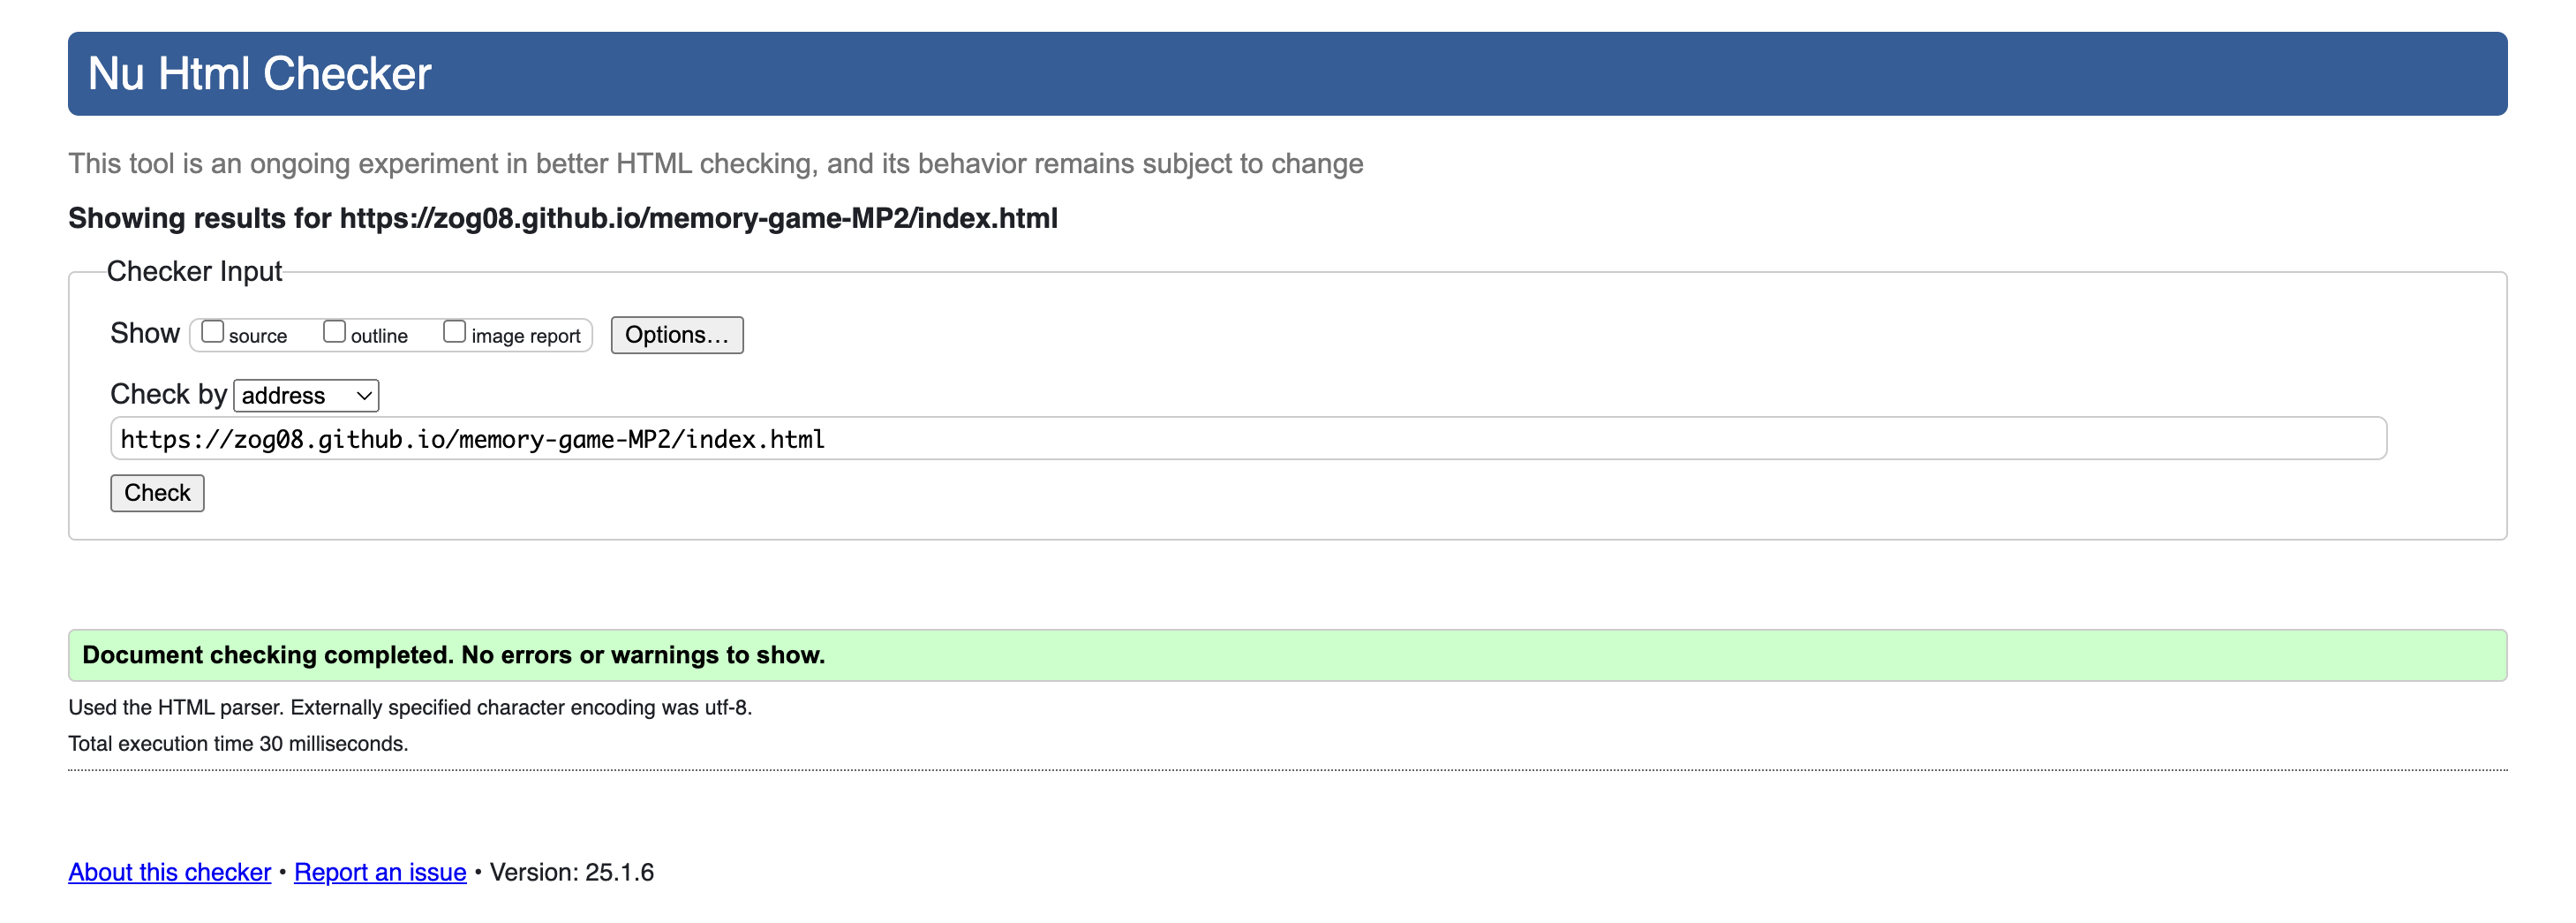 Nu Html Checker
This tool is an ongoing experiment in better HTML checking, and its behavior remains subject to change
Showing results for https://zog08.github.io/memory-game-MP2/index.html
Checker Input
Show source outline image report Options...
Check by address
https://zog08.github.io/memory-game-MP2/index.html
Check
Document checking completed. No errors or warnings to show.
Used the HTML parser. Externally specified character encoding was utf-8.
Total execution time 30 milliseconds.
About this checker • Report an issue • Version: 25.1.6